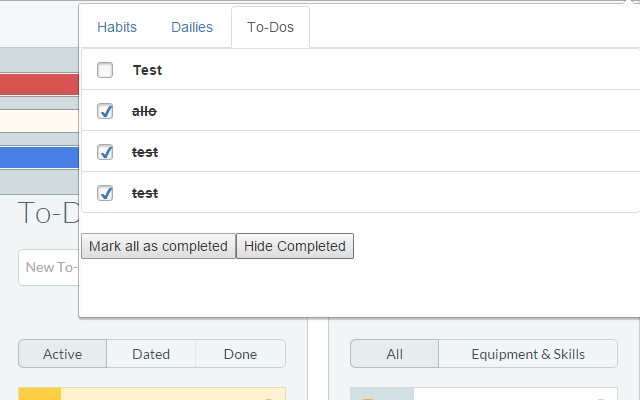 Habits Dailies To-Dos
Test
allo
test
test
Mark all as completed Hide Completed
To-D
New To-
Active Dated Done All Equipment & Skills